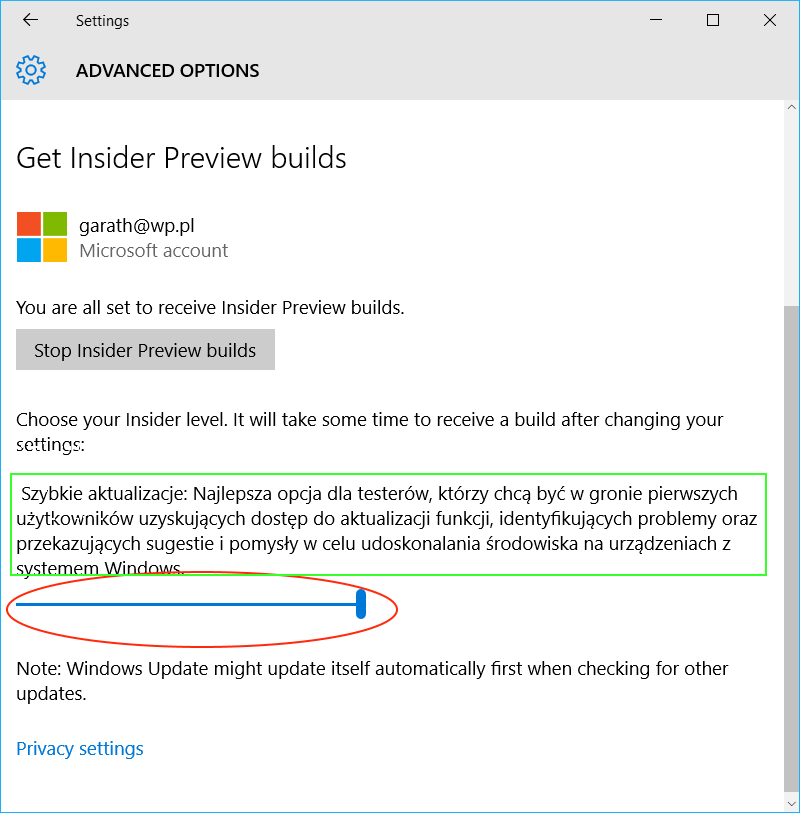 Settings
ADVANCED OPTIONS
Get Insider Preview builds
garath@wp.pl
Microsoft account
You are all set to receive Insider Preview builds.
Stop Insider Preview builds
Choose your Insider level. It will take some time to receive a build after changing your
settings:
Szybkie aktualizacje: Najlepsza opcja dla testerów, którzy chcą być w gronie pierwszych
użytkowników uzyskujących dostęp do aktualizacji funkcji, identyfikujących problemy oraz
przekazujących sugestie i pomysły w celu udoskonalania środowiska na urządzeniach z
systemem Windows.
Note: Windows Update might update itself automatically first when checking for other
updates.
Privacy settings